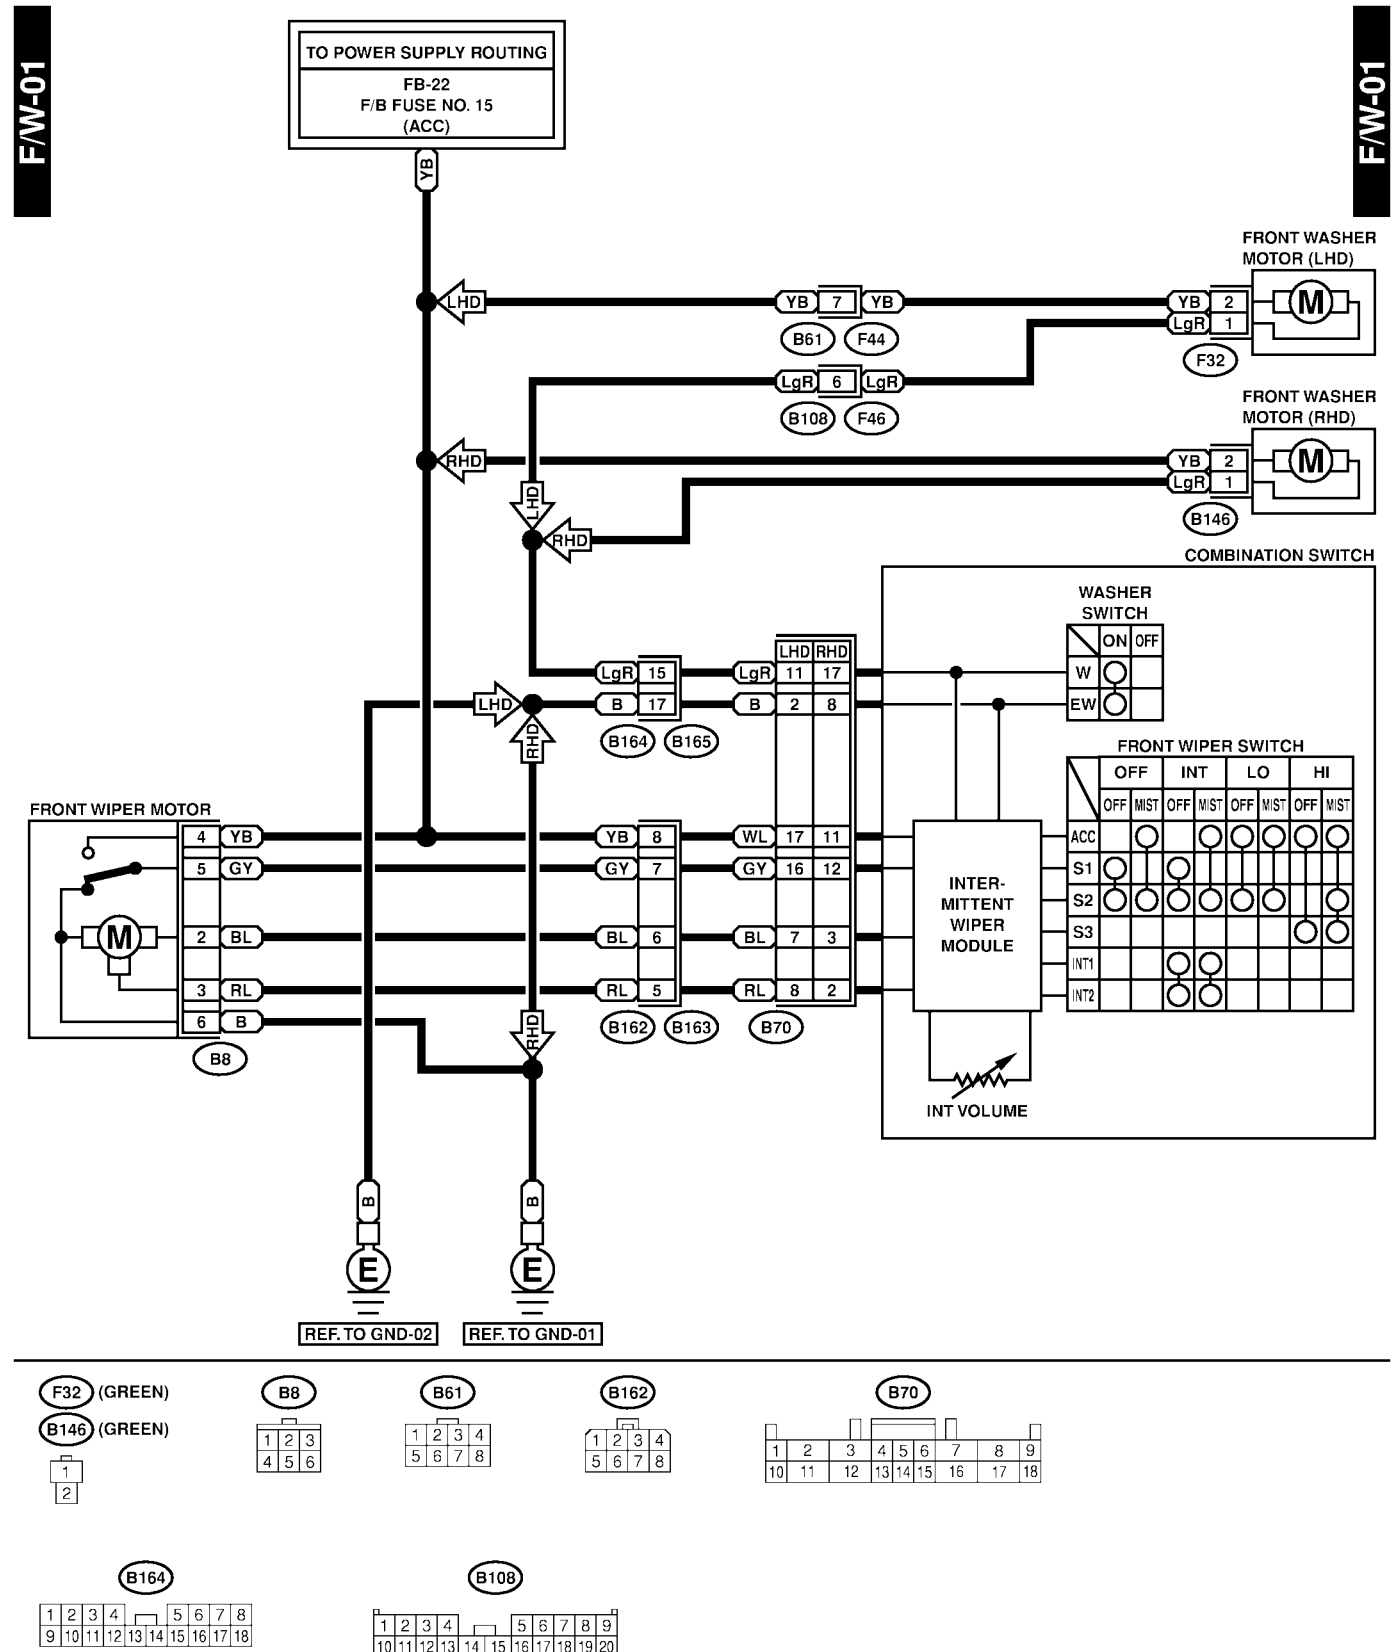 F/W-01
F/W-01
TO POWER SUPPLY ROUTING
FB-22
F/B FUSE NO. 15
(ACC)
YB
FRONT WASHER
MOTOR (LHD)
LHD
YB 7 YB
YB 2
M
LgR 1
B61 F44
F32
LgR 6 LgR
B108 F46
FRONT WASHER
MOTOR (RHD)
RHD
YB 2
M
LgR 1
LHD
B146
RHD
COMBINATION SWITCH
WASHER
SWITCH
ON OFF
LHD RHD
LgR 15 LgR 11 17
W
LHD
B 17 B 2 8
EW
RHD
B164 B165
FRONT WIPER SWITCH
OFF INT LO HI
OFF MIST OFF MIST OFF MIST OFF MIST
FRONT WIPER MOTOR
4 YB YB 8 WL 17 11
ACC
5 GY GY 7 GY 16 12
S1
INTER-
MITTENT
WIPER
MODULE
S2
M
2 BL BL 6 BL 7 3
S3
INT1
3 RL RL 5 RL 8 2
INT2
6 B
RHD
B162 B163 B70
B8
INT VOLUME
B B
E E
REF. TO GND-02 REF. TO GND-01
F32 (GREEN) B8 B61 B162 B70
B146 (GREEN)
1
2
1 2 3
4 5 6
1 2 3 4
5 6 7 8
1 2 3 4
5 6 7 8
1 2 3 4 5 6 7 8 9
10 11 12 13 14 15 16 17 18
B164 B108
1 2 3 4 5 6 7 8
9 10 11 12 13 14 15 16 17 18
1 2 3 4 5 6 7 8 9
10 11 12 13 14 15 16 17 18 19 20